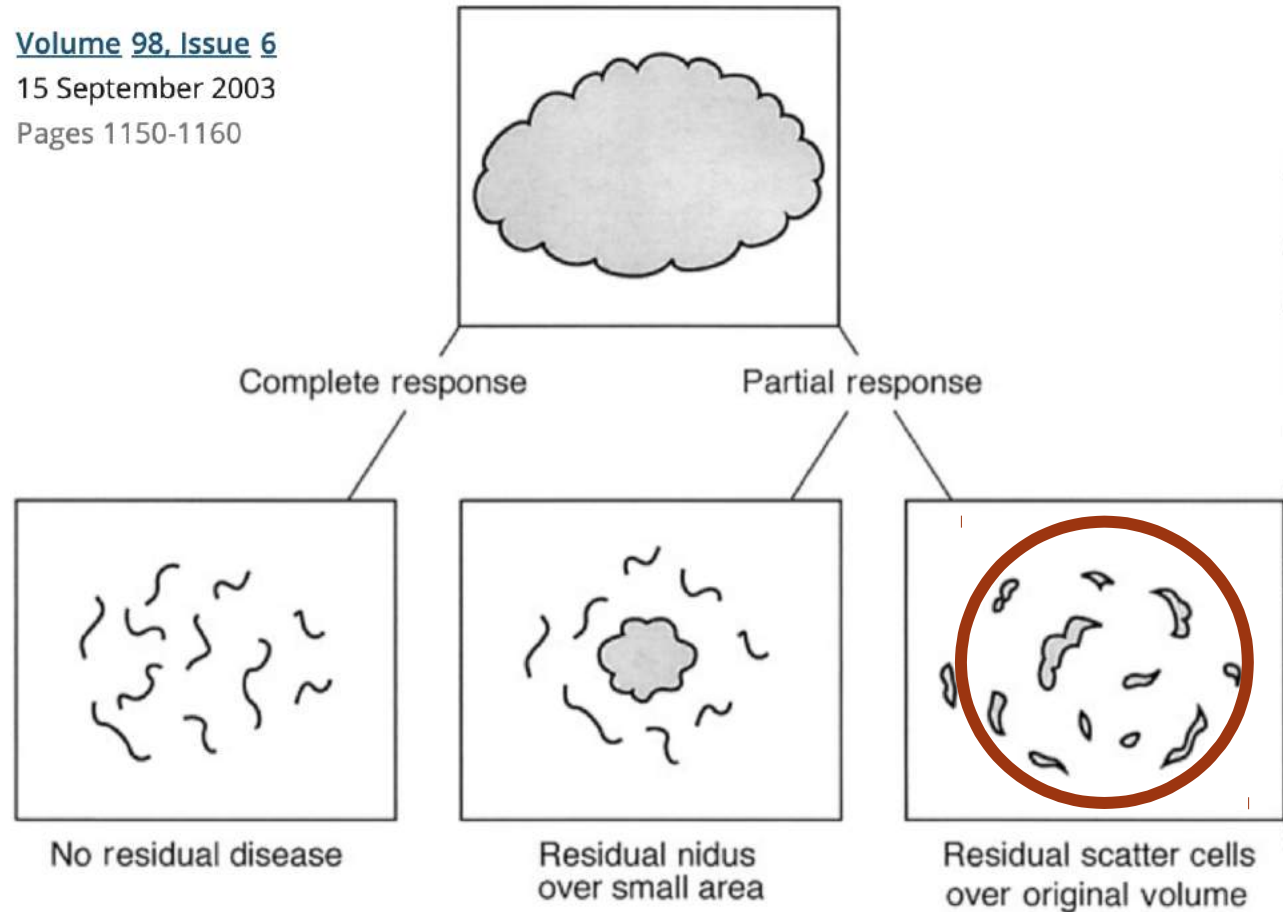 Volume 98, Issue 6
15 September 2003
Pages 1150-1160
Complete response
Partial response
No residual disease
Residual nidus
over small area
Residual scatter cells
over original volume